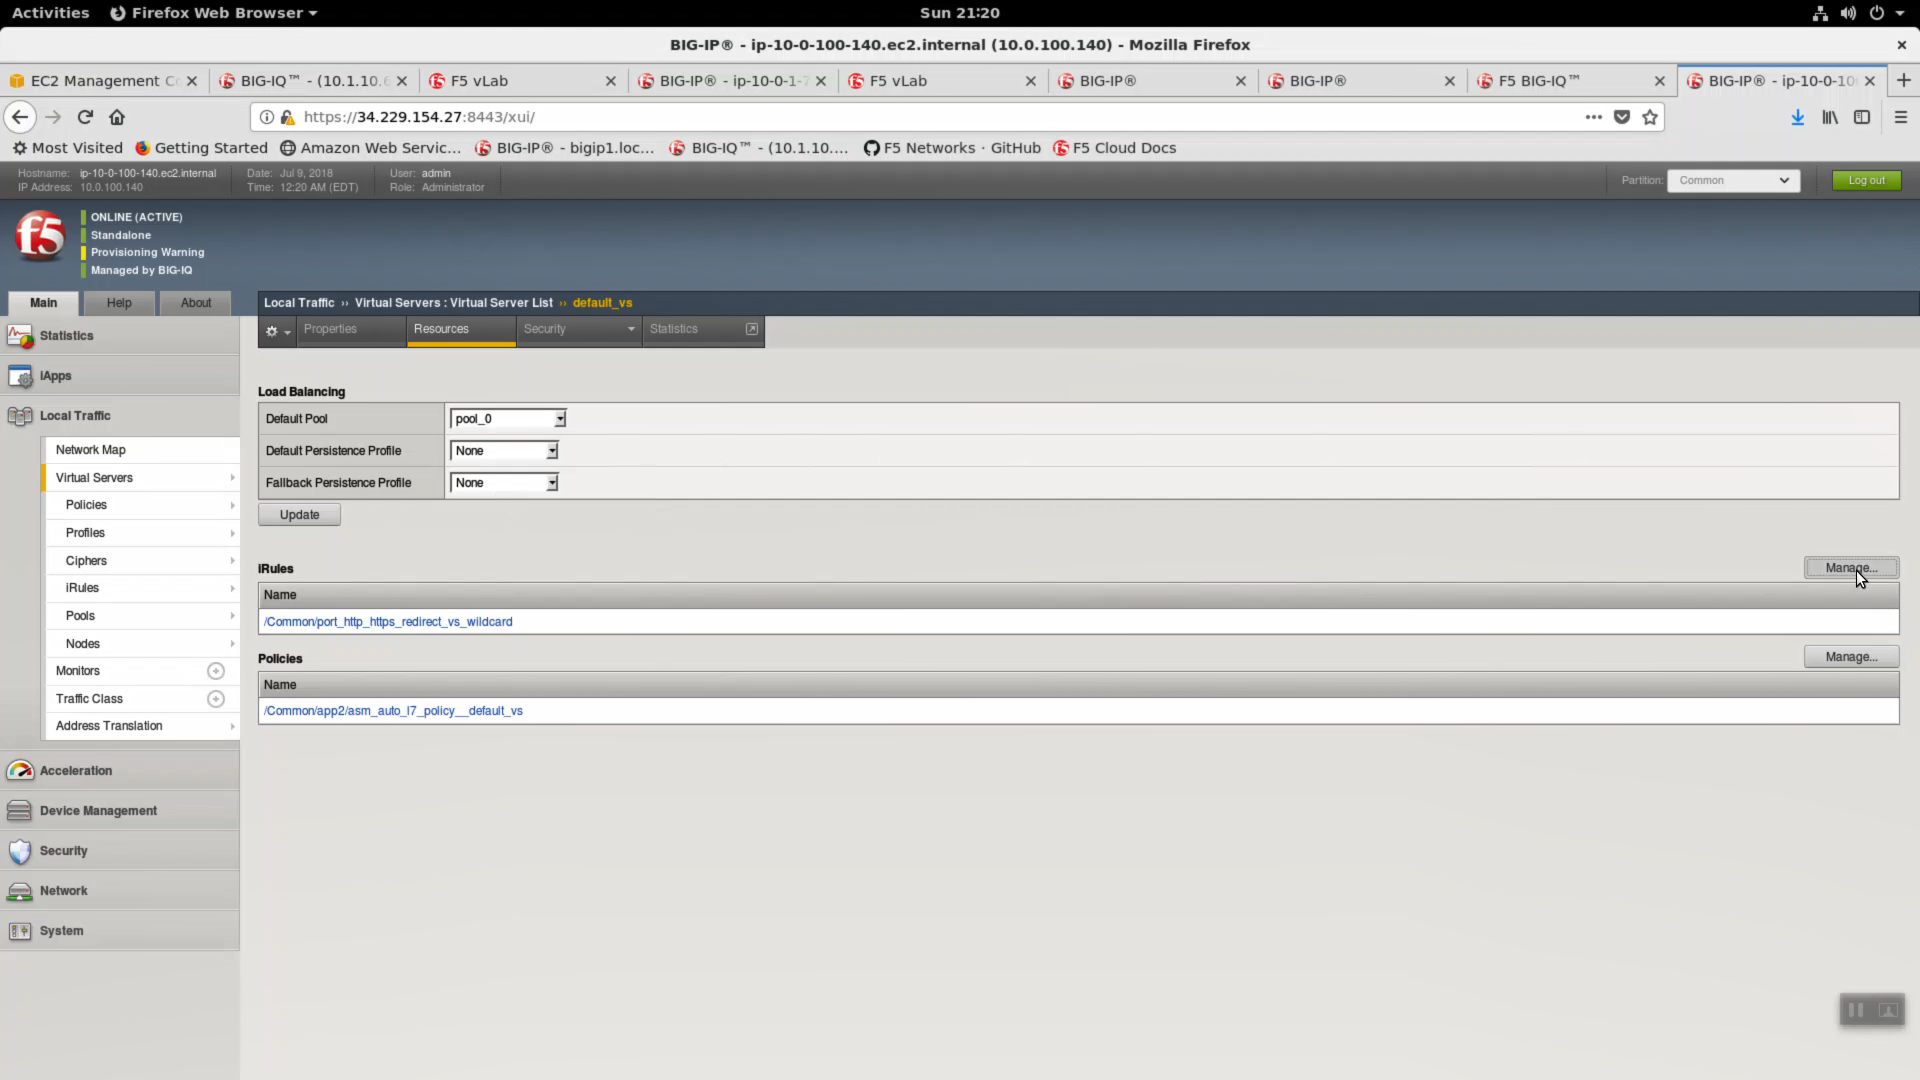 Activities Firefox Web Browser Sun 21:20
BIG-IP® - ip-10-0-100-140.ec2.internal (10.0.100.140) - Mozilla Firefox
EC2 Management Co BIG-IQ™ - (10.1.10.6 F5 vLab BIG-IP® - ip-10-0-1-7 F5 vLab BIG-IP® BIG-IP® F5 BIG-IQ™ BIG-IP® - ip-10-0-10
https://34.229.154.27:8443/xui/
Most Visited Getting Started Amazon Web Servic... BIG-IP® - bigip1.loc... BIG-IQ™ - (10.1.10.... F5 Networks · GitHub F5 Cloud Docs
Hostname: ip-10-0-100-140.ec2.internal Date: Jul 9, 2018 User: admin
IP Address: 10.0.100.140 Time: 12:20 AM (EDT) Role: Administrator
Partition: Common Log out
f5
ONLINE (ACTIVE)
Standalone
Provisioning Warning
Managed by BIG-IQ
Main Help About
Local Traffic ›› Virtual Servers : Virtual Server List ›› default_vs
Properties Resources Security Statistics
Statistics
iApps
Local Traffic
Network Map
Virtual Servers
Policies
Profiles
Ciphers
iRules
Pools
Nodes
Monitors
Traffic Class
Address Translation
Acceleration
Device Management
Security
Network
System
Load Balancing
Default Pool pool_0
Default Persistence Profile None
Fallback Persistence Profile None
Update
iRules Manage...
Name
/Common/port_http_https_redirect_vs_wildcard
Policies Manage...
Name
/Common/app2/asm_auto_l7_policy__default_vs